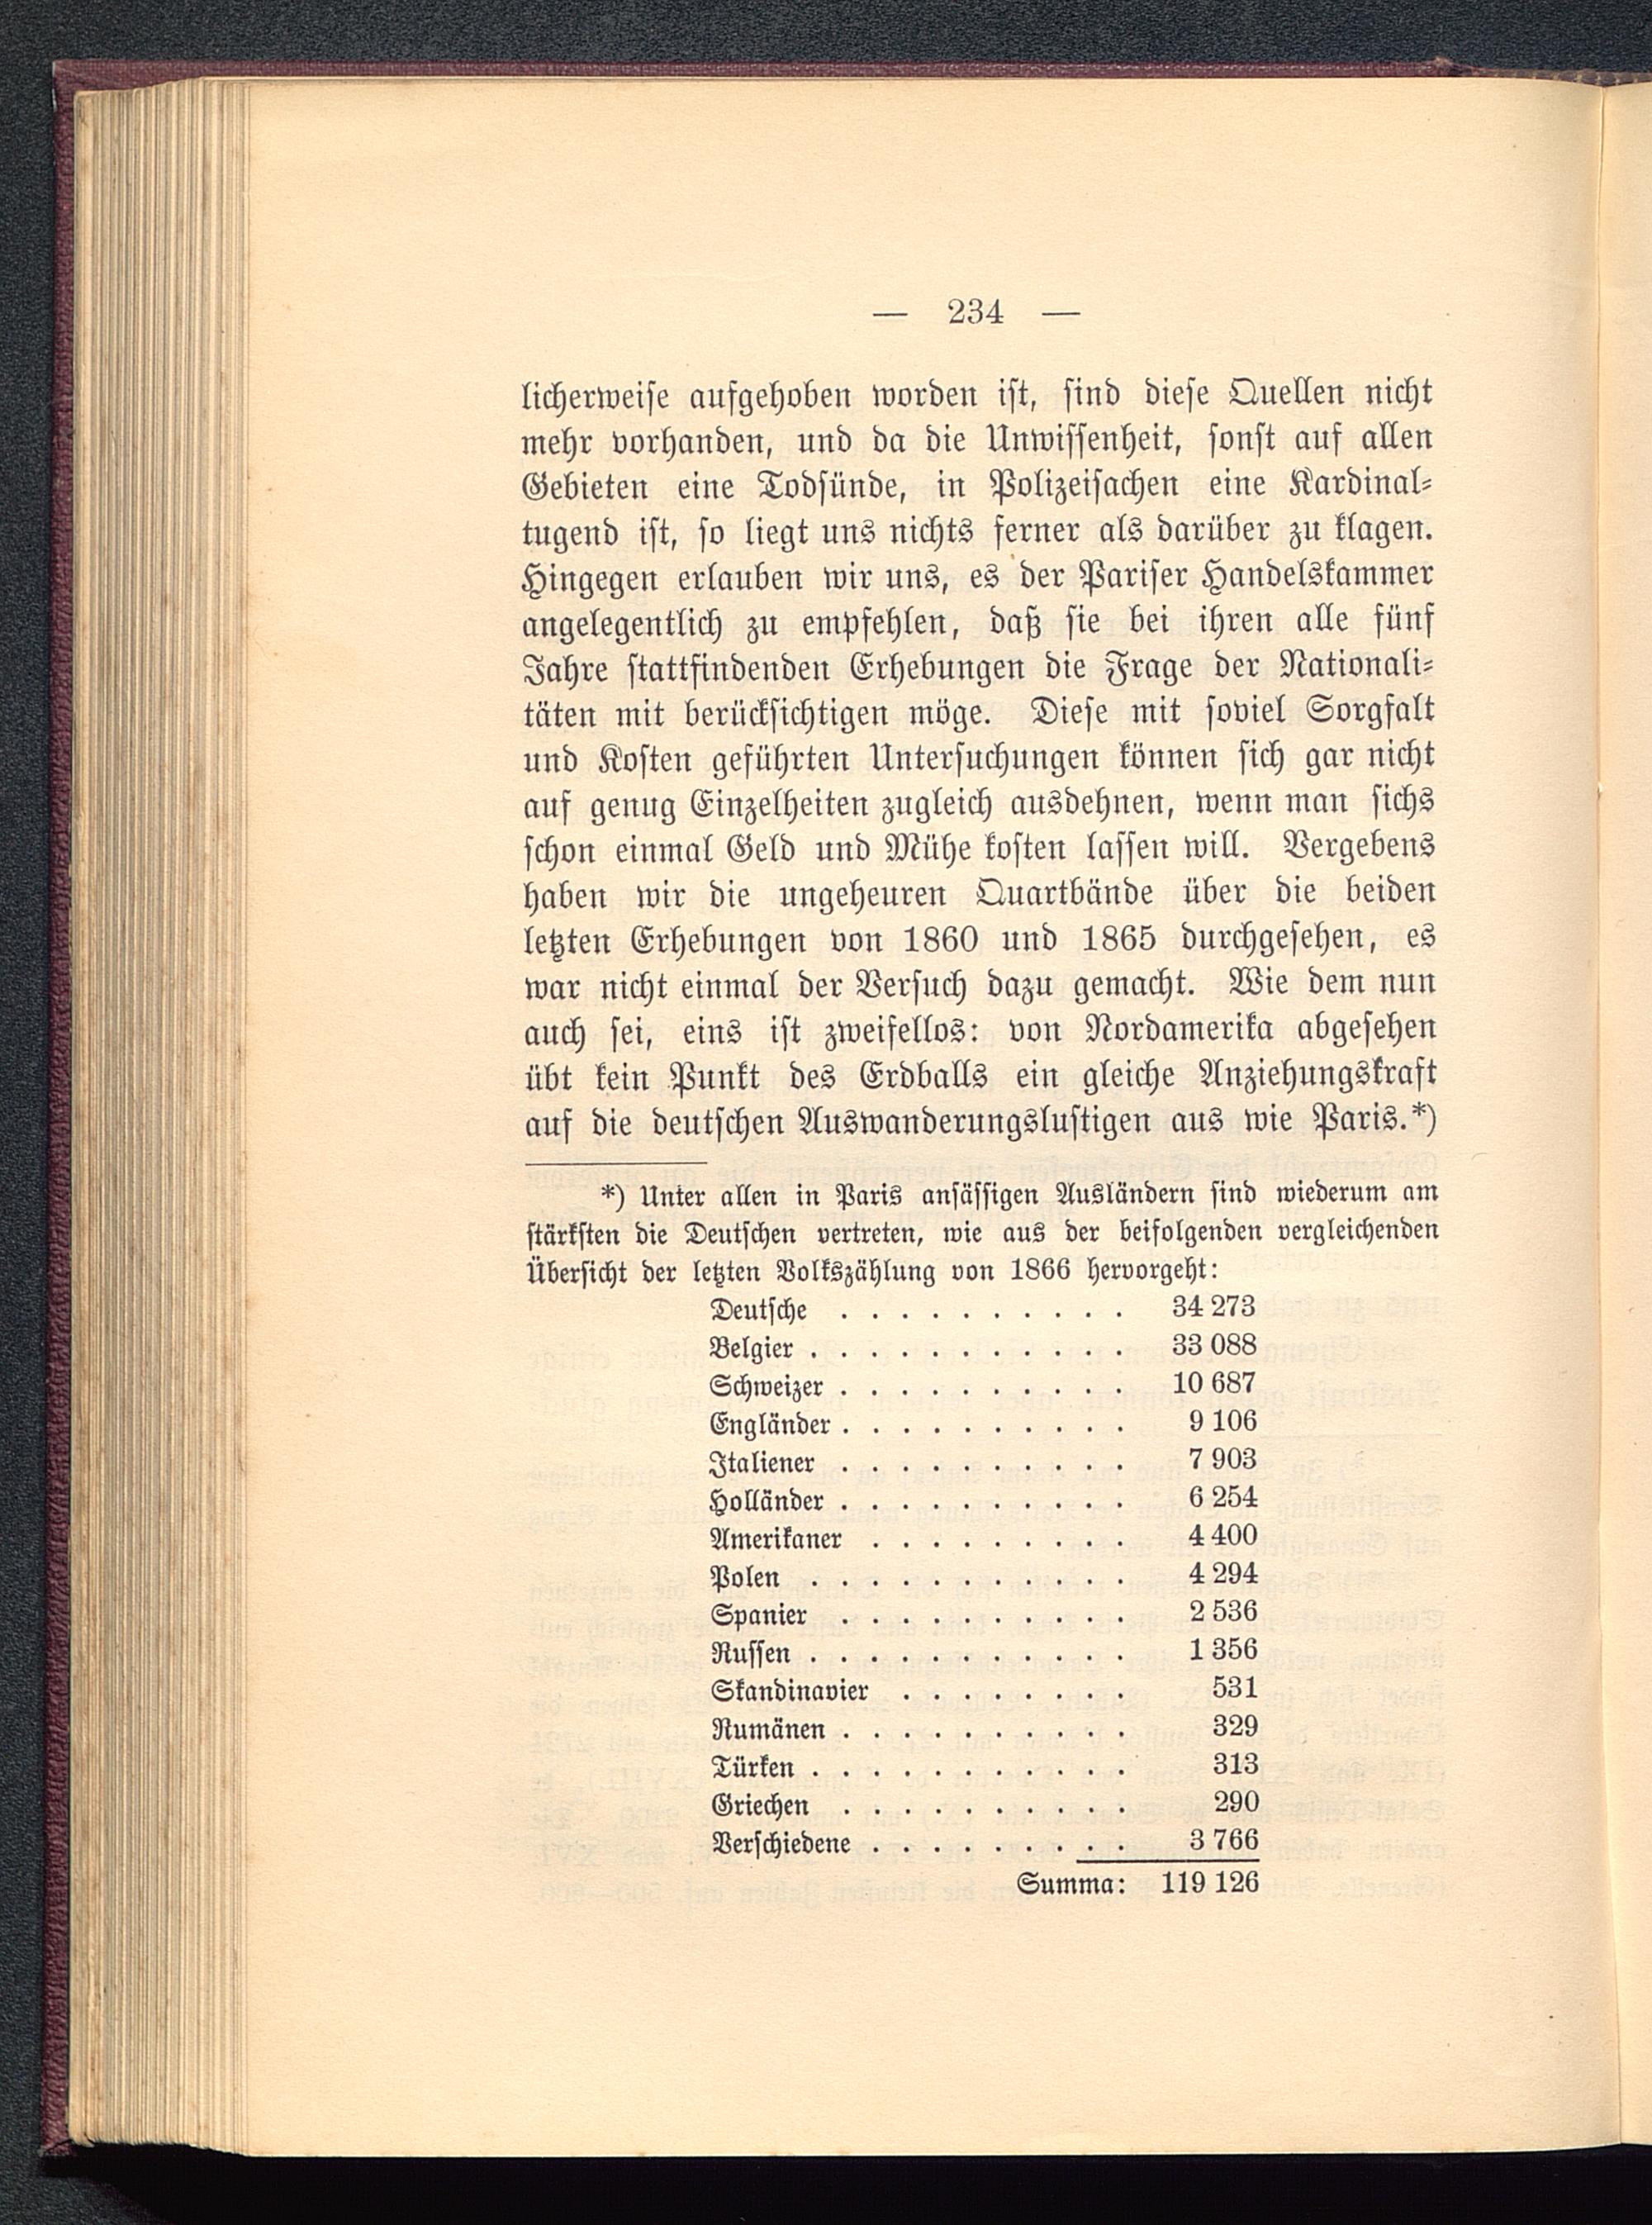 — 234 —
licherweise aufgehoben worden ist, sind diese Quellen nicht
mehr vorhanden, und da die Unwissenheit, sonst auf allen
Gebieten eine Todsünde, in Polizeisachen eine Kardinal-
tugend ist, so liegt uns nichts ferner als darüber zu klagen.
Hingegen erlauben wir uns, es der Pariser Handelskammer
angelegentlich zu empfehlen, daß sie bei ihren alle fünf
Jahre stattfindenden Erhebungen die Frage der Nationali-
täten mit berücksichtigen möge. Diese mit soviel Sorgfalt
und Kosten geführten Untersuchungen können sich gar nicht
auf genug Einzelheiten zugleich ausdehnen, wenn man sichs
schon einmal Geld und Mühe kosten lassen will. Vergebens
haben wir die ungeheuren Quartbände über die beiden
letzten Erhebungen von 1860 und 1865 durchgesehen, es
war nicht einmal der Versuch dazu gemacht. Wie dem nun
auch sei, eins ist zweifellos: von Nordamerika abgesehen
übt kein Punkt des Erdballs ein gleiche Anziehungskraft
auf die deutschen Auswanderungslustigen aus wie Paris.*)
*) Unter allen in Paris ansässigen Ausländern sind wiederum am
stärksten die Deutschen vertreten, wie aus der beifolgenden vergleichenden
Übersicht der letzten Volkszählung von 1866 hervorgeht:
Deutsche . . . . . . . . . . 34 273
Belgier . . . . . . . . . . . 33 088
Schweizer . . . . . . . . . . 10 687
Engländer . . . . . . . . . . 9 106
Italiener . . . . . . . . . . 7 903
Holländer . . . . . . . . . . 6 254
Amerikaner . . . . . . . . . 4 400
Polen . . . . . . . . . . . 4 294
Spanier . . . . . . . . . . 2 536
Russen . . . . . . . . . . . 1 356
Skandinavier . . . . . . . . 531
Rumänen . . . . . . . . . . 329
Türken . . . . . . . . . . . 313
Griechen . . . . . . . . . . 290
Verschiedene . . . . . . . . . 3 766
Summa: 119 126